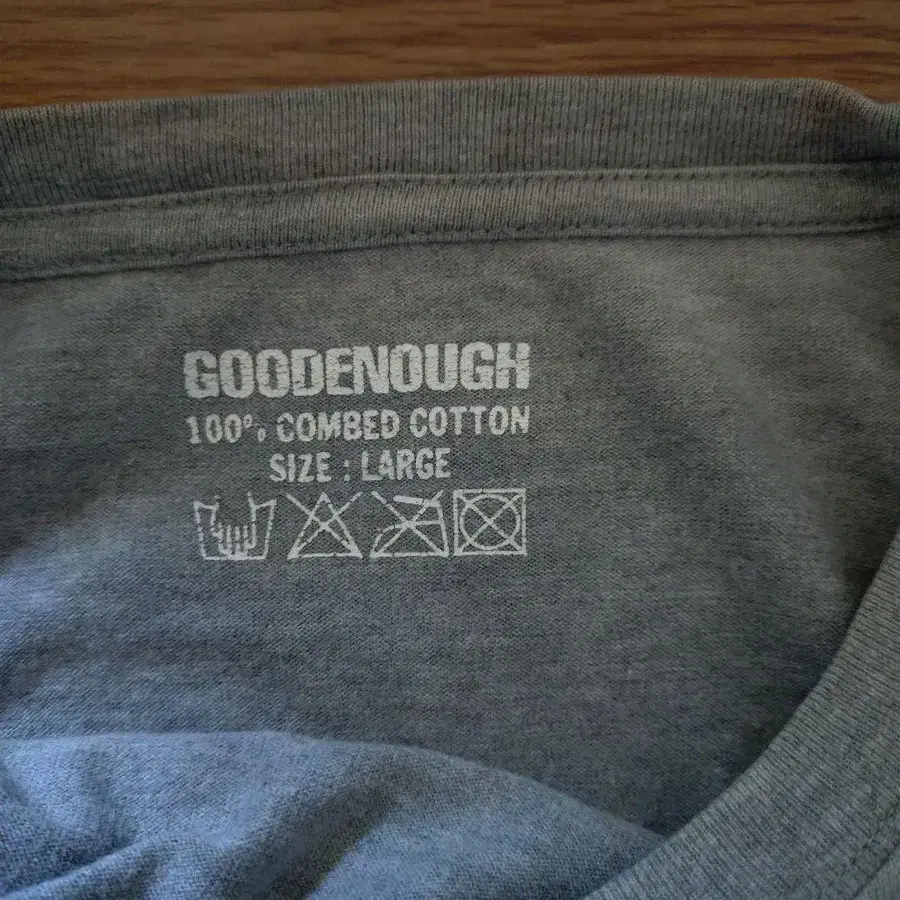 GOODENOUGH
100% COMBED COTTON
SIZE : LARGE